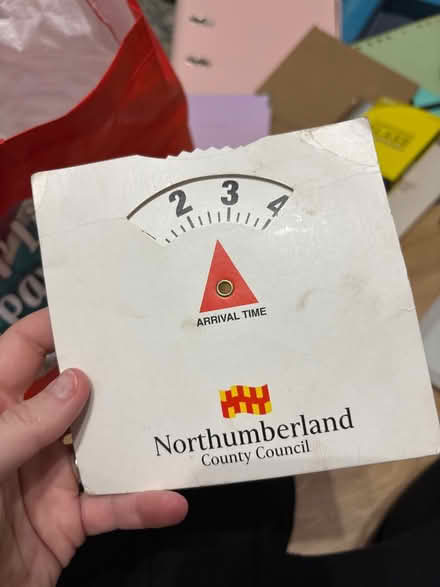 2 3 4
ARRIVAL TIME
Northumberland
County Council